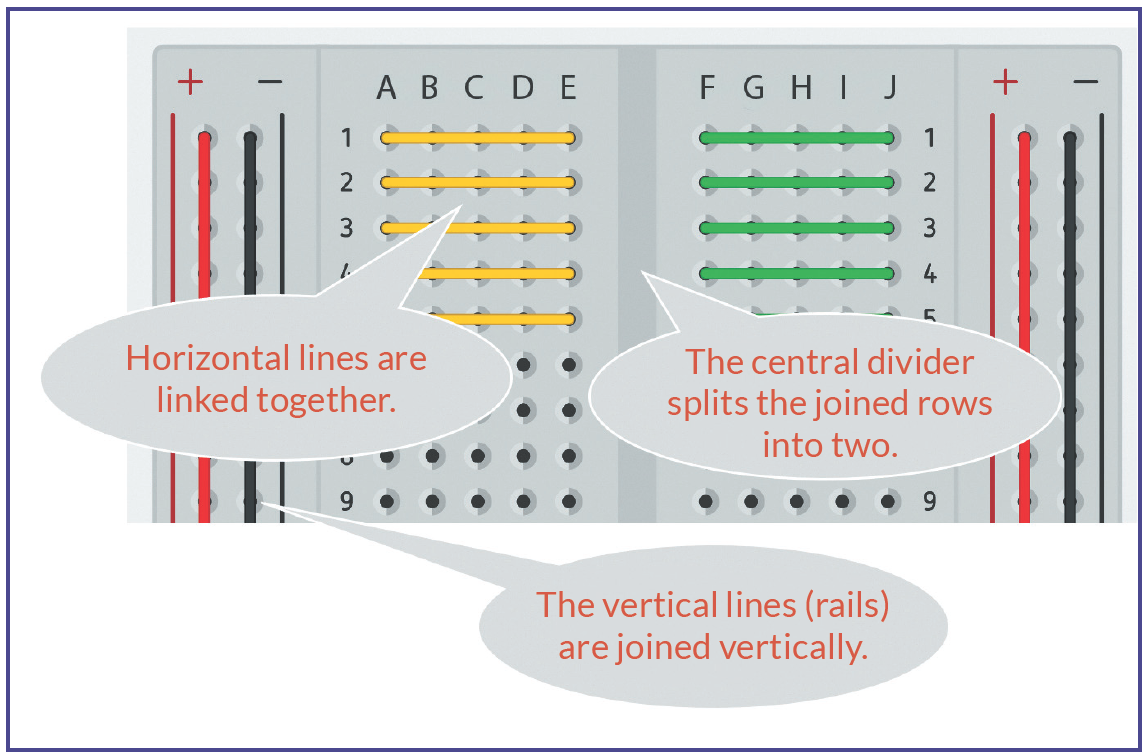 + − A B C D E F G H I J + −
1 1
2 2
3 3
4 4
5
Horizontal lines are
linked together.
The central divider
splits the joined rows
into two.
8
9 9
The vertical lines (rails)
are joined vertically.